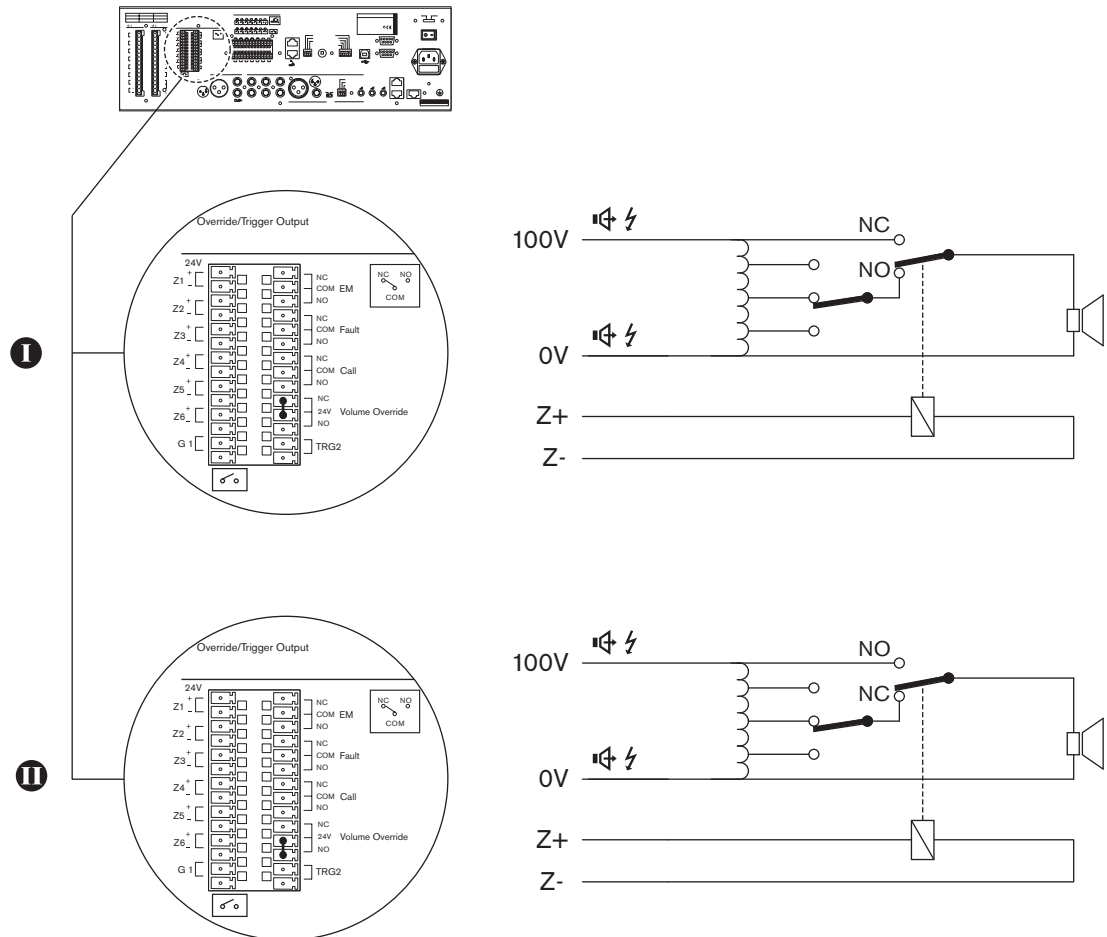 I
Override/Trigger Output
24V
Z1 + -
Z2 + -
Z3 + -
Z4 + -
Z5 + -
Z6 + -
G 1
NC
COM EM
NO
NC
COM Fault
NO
NC
COM Call
NO
NC
24V Volume Override
NO
TRG2
NC NO
COM
100V
NC
NO
0V
Z+
Z-
II
Override/Trigger Output
24V
Z1 + -
Z2 + -
Z3 + -
Z4 + -
Z5 + -
Z6 + -
G 1
NC
COM EM
NO
NC
COM Fault
NO
NC
COM Call
NO
NC
24V Volume Override
NO
TRG2
NC NO
COM
100V
NO
NC
0V
Z+
Z-